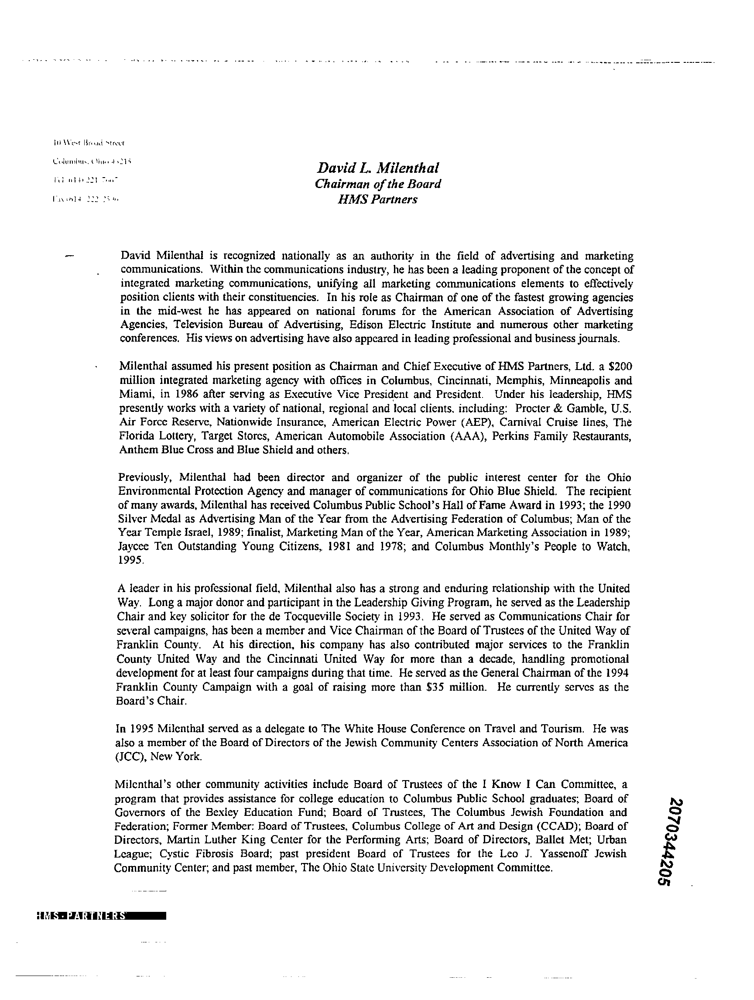 10 West Broad Street
Columbus, Ohio 43215
Tel (614) 221-7667
Fax (614) 222-2536
David L. Milenthal
Chairman of the Board
HMS Partners
David Milenthal is recognized nationally as an authority in the field of advertising and marketing
communications. Within the communications industry, he has been a leading proponent of the concept of
integrated marketing communications, unifying all marketing communications elements to effectively
position clients with their constituencies. In his role as Chairman of one of the fastest growing agencies
in the mid-west he has appeared on national forums for the American Association of Advertising
Agencies, Television Bureau of Advertising, Edison Electric Institute and numerous other marketing
conferences. His views on advertising have also appeared in leading professional and business journals.
Milenthal assumed his present position as Chairman and Chief Executive of HMS Partners, Ltd. a $200
million integrated marketing agency with offices in Columbus, Cincinnati, Memphis, Minneapolis and
Miami, in 1986 after serving as Executive Vice President and President. Under his leadership, HMS
presently works with a variety of national, regional and local clients, including: Procter & Gamble, U.S.
Air Force Reserve, Nationwide Insurance, American Electric Power (AEP), Carnival Cruise lines, The
Florida Lottery, Target Stores, American Automobile Association (AAA), Perkins Family Restaurants,
Anthem Blue Cross and Blue Shield and others.
Previously, Milenthal had been director and organizer of the public interest center for the Ohio
Environmental Protection Agency and manager of communications for Ohio Blue Shield. The recipient
of many awards, Milenthal has received Columbus Public School's Hall of Fame Award in 1993; the 1990
Silver Medal as Advertising Man of the Year from the Advertising Federation of Columbus; Man of the
Year Temple Israel, 1989; finalist, Marketing Man of the Year, American Marketing Association in 1989;
Jaycee Ten Outstanding Young Citizens, 1981 and 1978; and Columbus Monthly's People to Watch,
1995.
A leader in his professional field, Milenthal also has a strong and enduring relationship with the United
Way. Long a major donor and participant in the Leadership Giving Program, he served as the Leadership
Chair and key solicitor for the de Tocqueville Society in 1993. He served as Communications Chair for
several campaigns, has been a member and Vice Chairman of the Board of Trustees of the United Way of
Franklin County. At his direction, his company has also contributed major services to the Franklin
County United Way and the Cincinnati United Way for more than a decade, handling promotional
development for at least four campaigns during that time. He served as the General Chairman of the 1994
Franklin County Campaign with a goal of raising more than $35 million. He currently serves as the
Board's Chair.
In 1995 Milenthal served as a delegate to The White House Conference on Travel and Tourism. He was
also a member of the Board of Directors of the Jewish Community Centers Association of North America
(JCC), New York.
Milenthal's other community activities include Board of Trustees of the I Know I Can Committee, a
program that provides assistance for college education to Columbus Public School graduates; Board of
Governors of the Bexley Education Fund; Board of Trustees, The Columbus Jewish Foundation and
Federation; Former Member: Board of Trustees, Columbus College of Art and Design (CCAD); Board of
Directors, Martin Luther King Center for the Performing Arts; Board of Directors, Ballet Met; Urban
League; Cystic Fibrosis Board; past president Board of Trustees for the Leo J. Yassenoff Jewish
Community Center; and past member, The Ohio State University Development Committee.
2070344205
HMS PARTNERS